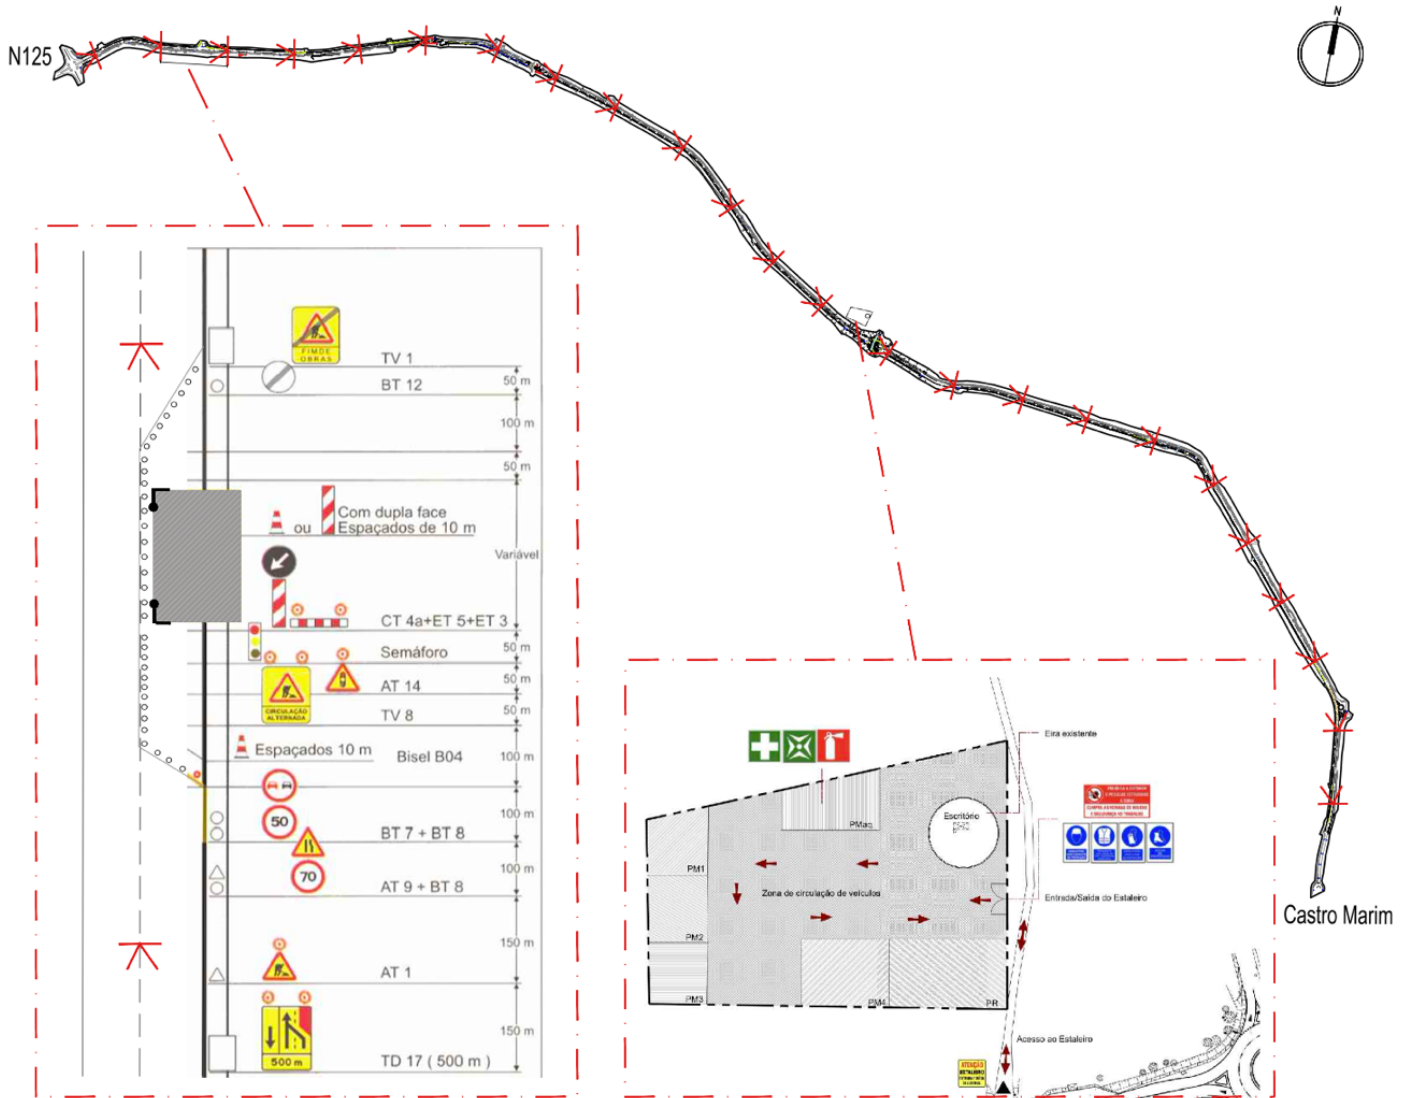 N
N125
FIM DE
OBRAS
TV 1
BT 12
50 m
100 m
50 m
ou
Com dupla face
Espaçados de 10 m
Variável
CT 4a+ET 5+ET 3
Semáforo
50 m
AT 14
50 m
CIRCULAÇÃO
ALTERNADA
TV 8
50 m
Espaçados 10 m
Bisel B04
100 m
50
BT 7 + BT 8
100 m
70
AT 9 + BT 8
100 m
AT 1
150 m
500 m
TD 17 ( 500 m )
150 m
Eira existente
Escritório
PMaq
PM1
Zona de circulação de veículos
Entrada/Saída do Estaleiro
PM2
PM3
PM4
PR
Acesso ao Estaleiro
ATENÇÃO
ESTALEIRO
Castro Marim